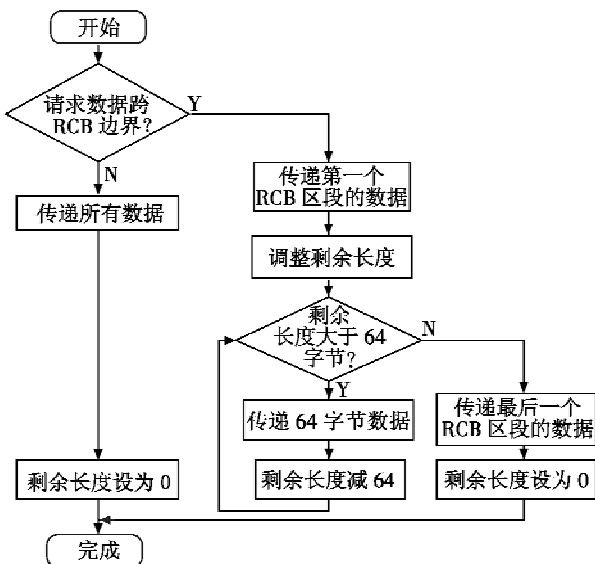 开始
请求数据跨
RCB 边界?
Y
N
传递第一个
RCB 区段的数据
传递所有数据
调整剩余长度
剩余
长度大于 64
字节?
N
Y
传递 64 字节数据
传递最后一个
RCB 区段的数据
剩余长度设为 0
剩余长度减 64
剩余长度设为 0
完成